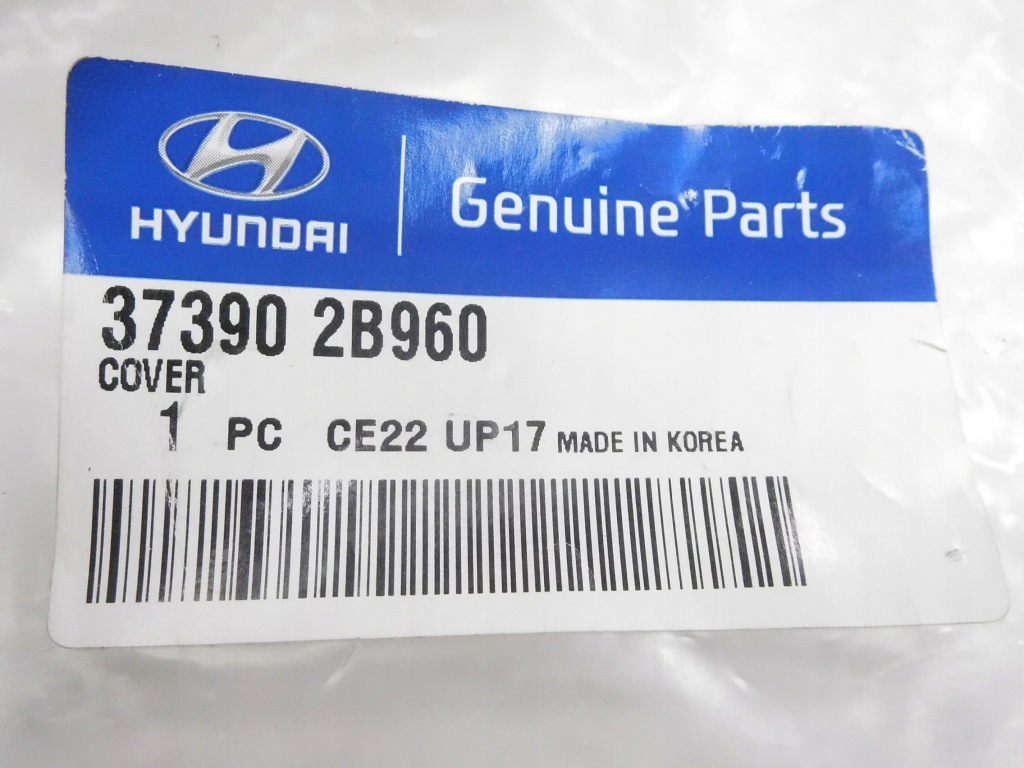 HYUNDAI
Genuine Parts
37390 2B960
COVER
1 PC CE22 UP17 MADE IN KOREA